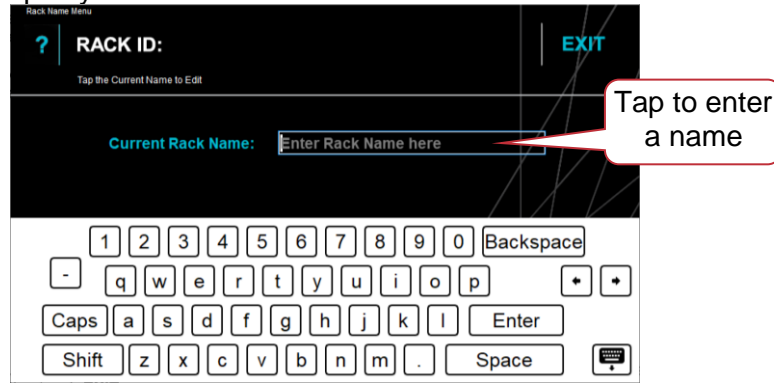 Rack Name Menu
? RACK ID: EXIT
Tap the Current Name to Edit
Tap to enter
a name
Current Rack Name: Enter Rack Name here
1 2 3 4 5 6 7 8 9 0 Backspace
- q w e r t y u i o p
Caps a s d f g h j k l Enter
Shift z x c v b n m . Space